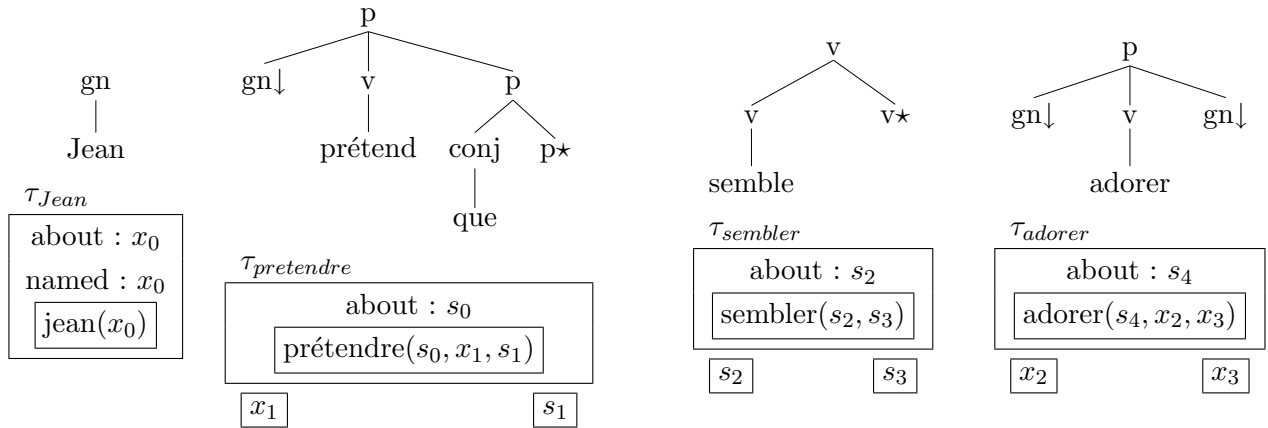 p
v
p
gn
gn↓
v
p
v
v⋆
gn↓
v
gn↓
Jean
prétend
conj
p⋆
semble
adorer
que
τ_Jean
about : x₀
named : x₀
jean(x₀)
τ_pretendre
about : s₀
prétendre(s₀, x₁, s₁)
x₁
s₁
τ_sembler
about : s₂
sembler(s₂, s₃)
s₂
s₃
τ_adorer
about : s₄
adorer(s₄, x₂, x₃)
x₂
x₃